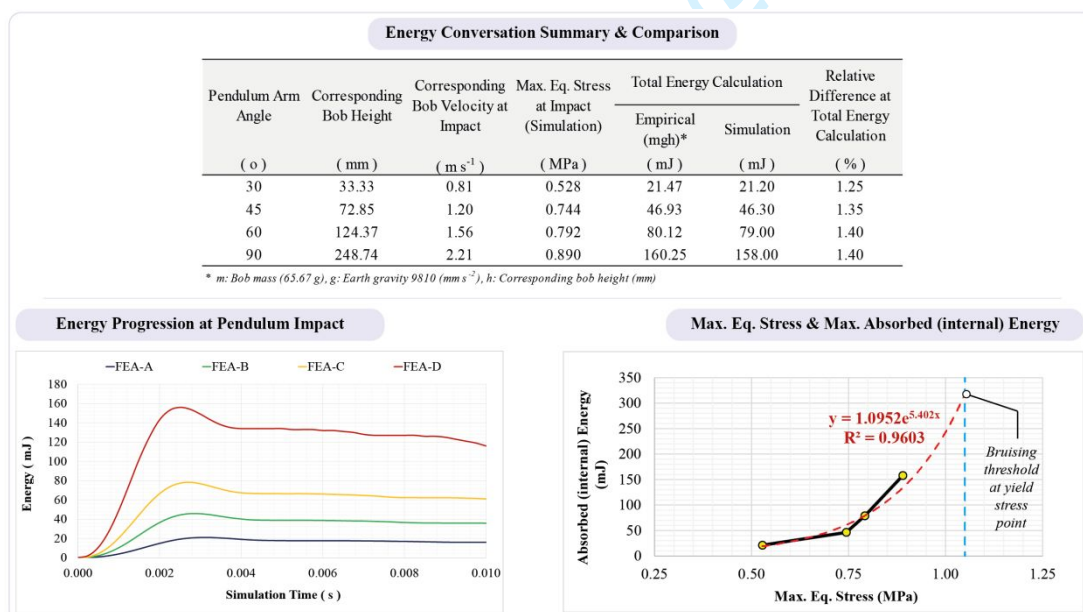 Energy Conversation Summary & Comparison
Pendulum Arm Angle Corresponding Bob Height Corresponding Bob Velocity at Impact Max. Eq. Stress at Impact (Simulation) Total Energy Calculation Relative Difference at Total Energy Calculation
Empirical (mgh)* Simulation
( o ) ( mm ) ( m s⁻¹ ) ( MPa ) ( mJ ) ( mJ ) ( % )
30 33.33 0.81 0.528 21.47 21.20 1.25
45 72.85 1.20 0.744 46.93 46.30 1.35
60 124.37 1.56 0.792 80.12 79.00 1.40
90 248.74 2.21 0.890 160.25 158.00 1.40
* m: Bob mass (65.67 g), g: Earth gravity 9810 (mm s⁻²), h: Corresponding bob height (mm)
Energy Progression at Pendulum Impact
FEA-A FEA-B FEA-C FEA-D
Energy ( mJ )
180
160
140
120
100
80
60
40
20
0
0.000 0.002 0.004 0.006 0.008 0.010
Simulation Time ( s )
Max. Eq. Stress & Max. Absorbed (internal) Energy
Absorbed (internal) Energy
(mJ)
350
300
250
200
150
100
50
0
y = 1.0952e⁵·⁴⁰²ˣ
R² = 0.9603
Bruising
threshold
at yield
stress
point
0.25 0.50 0.75 1.00 1.25
Max. Eq. Stress (MPa)